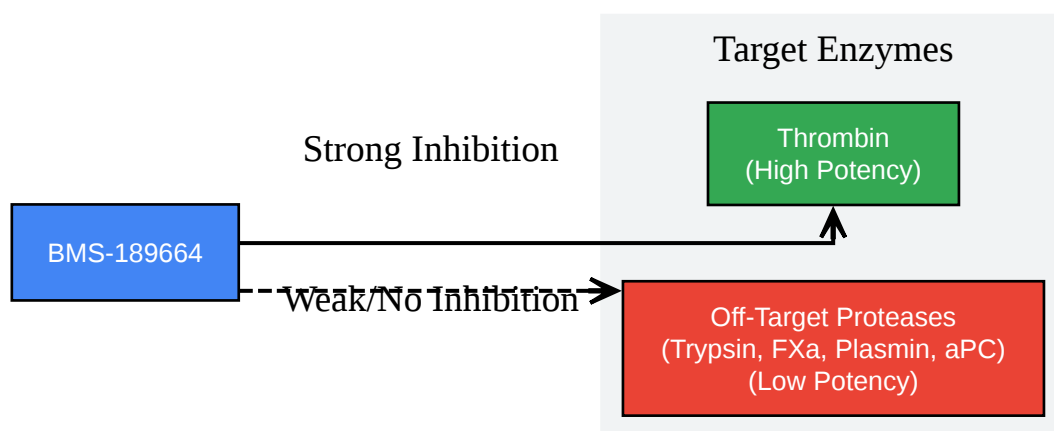 Target Enzymes
Thrombin
(High Potency)
Strong Inhibition
BMS-189664
Weak/No Inhibition
Off-Target Proteases
(Trypsin, FXa, Plasmin, aPC)
(Low Potency)